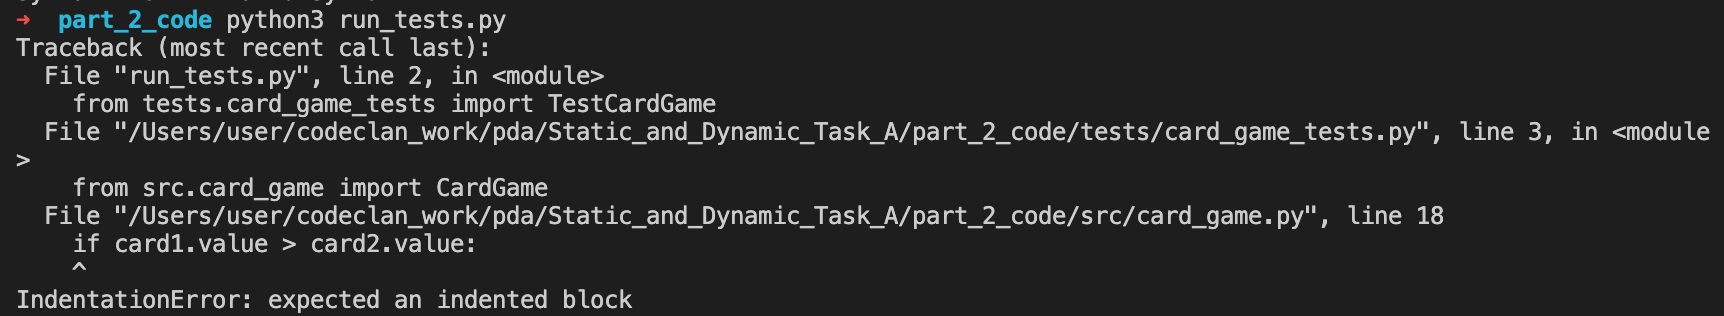 ➜  part_2_code python3 run_tests.py
Traceback (most recent call last):
  File "run_tests.py", line 2, in <module>
    from tests.card_game_tests import TestCardGame
  File "/Users/user/codeclan_work/pda/Static_and_Dynamic_Task_A/part_2_code/tests/card_game_tests.py", line 3, in <module
>
    from src.card_game import CardGame
  File "/Users/user/codeclan_work/pda/Static_and_Dynamic_Task_A/part_2_code/src/card_game.py", line 18
    if card1.value > card2.value:
    ^
IndentationError: expected an indented block